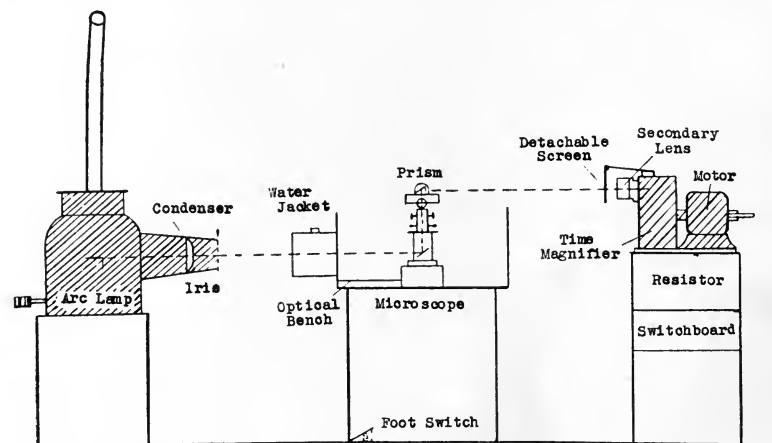 Detachable
Screen
Secondary
Lens
Prism
Motor
Water
Jacket
Condenser
Time
Magnifier
Iris
Arc Lamp
Optical
Bench
Microscope
Resistor
Switchboard
Foot Switch